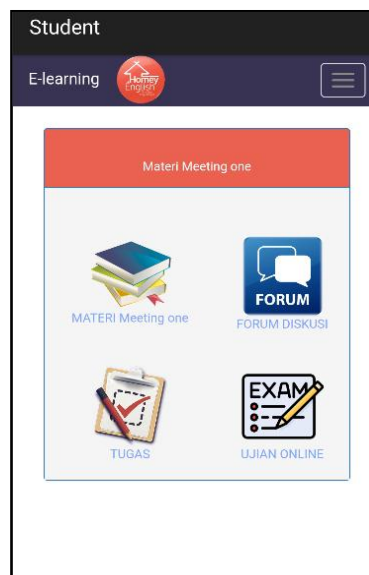 Student
E-learning
Homey
English
Materi Meeting one
FORUM
MATERI Meeting one
FORUM DISKUSI
EXAM
TUGAS
UJIAN ONLINE